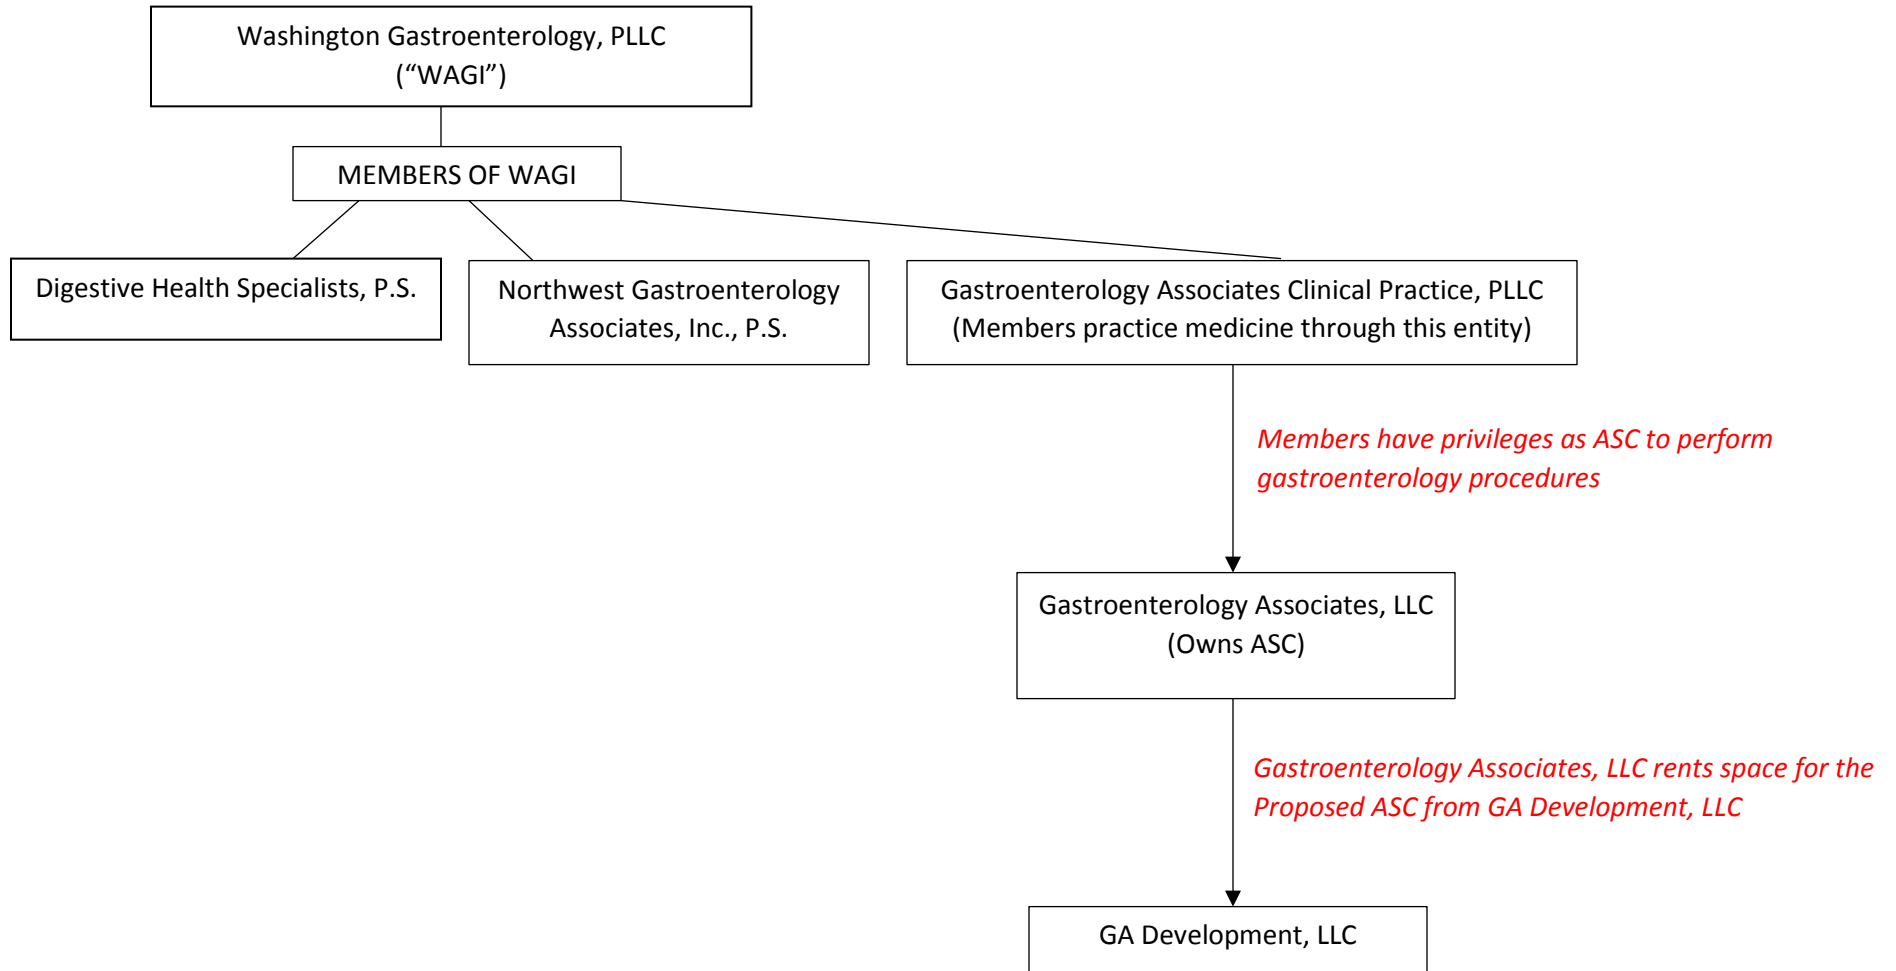 Washington Gastroenterology, PLLC
(“WAGI”)
MEMBERS OF WAGI
Digestive Health Specialists, P.S.
Northwest Gastroenterology
Associates, Inc., P.S.
Gastroenterology Associates Clinical Practice, PLLC
(Members practice medicine through this entity)
Members have privileges as ASC to perform
gastroenterology procedures
Gastroenterology Associates, LLC
(Owns ASC)
Gastroenterology Associates, LLC rents space for the
Proposed ASC from GA Development, LLC
GA Development, LLC